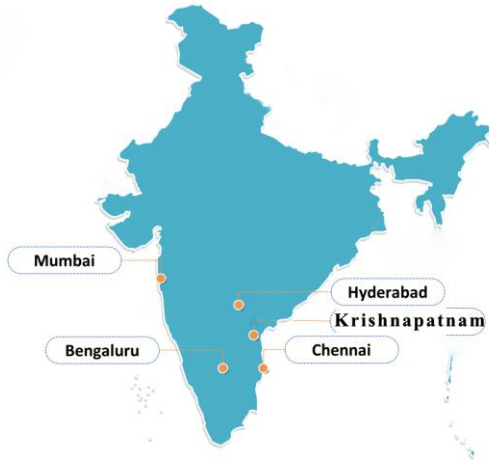 Mumbai
Hyderabad
Krishnapatnam
Bengaluru
Chennai